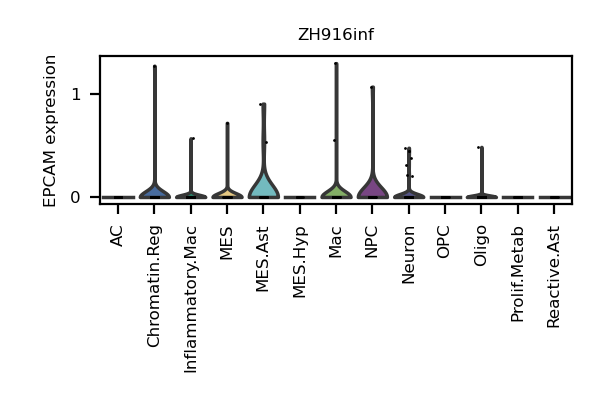 ZH916inf
EPCAM expression
1
0
AC
Chromatin.Reg
Inflammatory.Mac
MES
MES.Ast
MES.Hyp
Mac
NPC
Neuron
OPC
Oligo
Prolif.Metab
Reactive.Ast